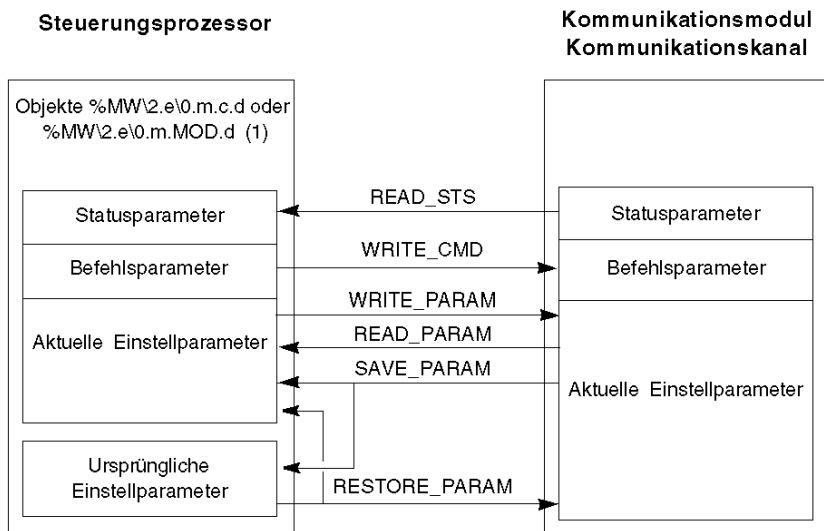 Steuerungsprozessor
Kommunikationsmodul
Kommunikationskanal
Objekte %MW\2.e\0.m.c.d oder
%MW\2.e\0.m.MOD.d (1)
Statusparameter
READ_STS
Statusparameter
Befehlsparameter
WRITE_CMD
Befehlsparameter
WRITE_PARAM
Aktuelle Einstellparameter
READ_PARAM
SAVE_PARAM
Aktuelle Einstellparameter
Ursprüngliche
Einstellparameter
RESTORE_PARAM